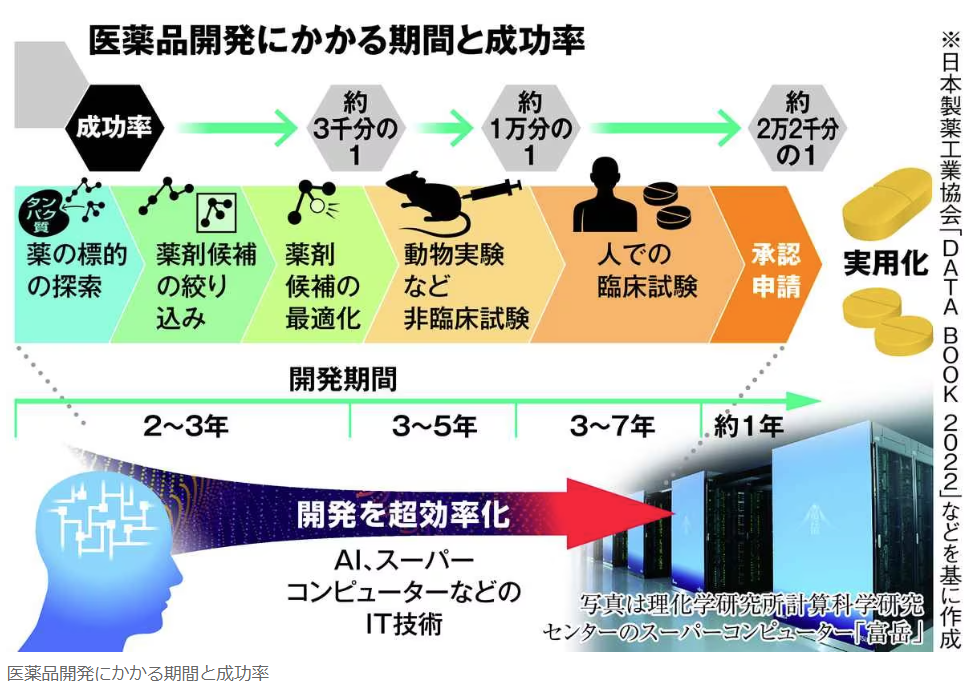 医薬品開発にかかる期間と成功率
成功率
約
3千分の
1
約
1万分の
1
約
2万2千分
の1
タン
パク
質
薬の標的
の探索
薬剤候補
の絞り
込み
薬剤
候補の
最適化
動物実験
など
非臨床試験
人での
臨床試験
承認
申請
実用化
開発期間
2〜3年
3〜5年
3〜7年
約1年
開発を超効率化
AI、スーパー
コンピューターなどの
IT技術
写真は理化学研究所計算科学研究
センターのスーパーコンピューター「富岳」
※日本製薬工業協会「DATA BOOK 2022」などを基に作成
医薬品開発にかかる期間と成功率